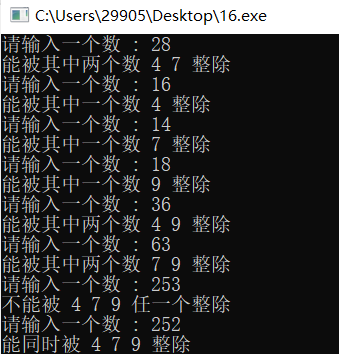 C:\Users\29905\Desktop\16.exe
请输入一个数 : 28
能被其中两个数 4 7 整除
请输入一个数 : 16
能被其中一个数 4 整除
请输入一个数 : 14
能被其中一个数 7 整除
请输入一个数 : 18
能被其中一个数 9 整除
请输入一个数 : 36
能被其中两个数 4 9 整除
请输入一个数 : 63
能被其中两个数 7 9 整除
请输入一个数 : 253
不能被 4 7 9 任一个整除
请输入一个数 : 252
能同时被 4 7 9 整除